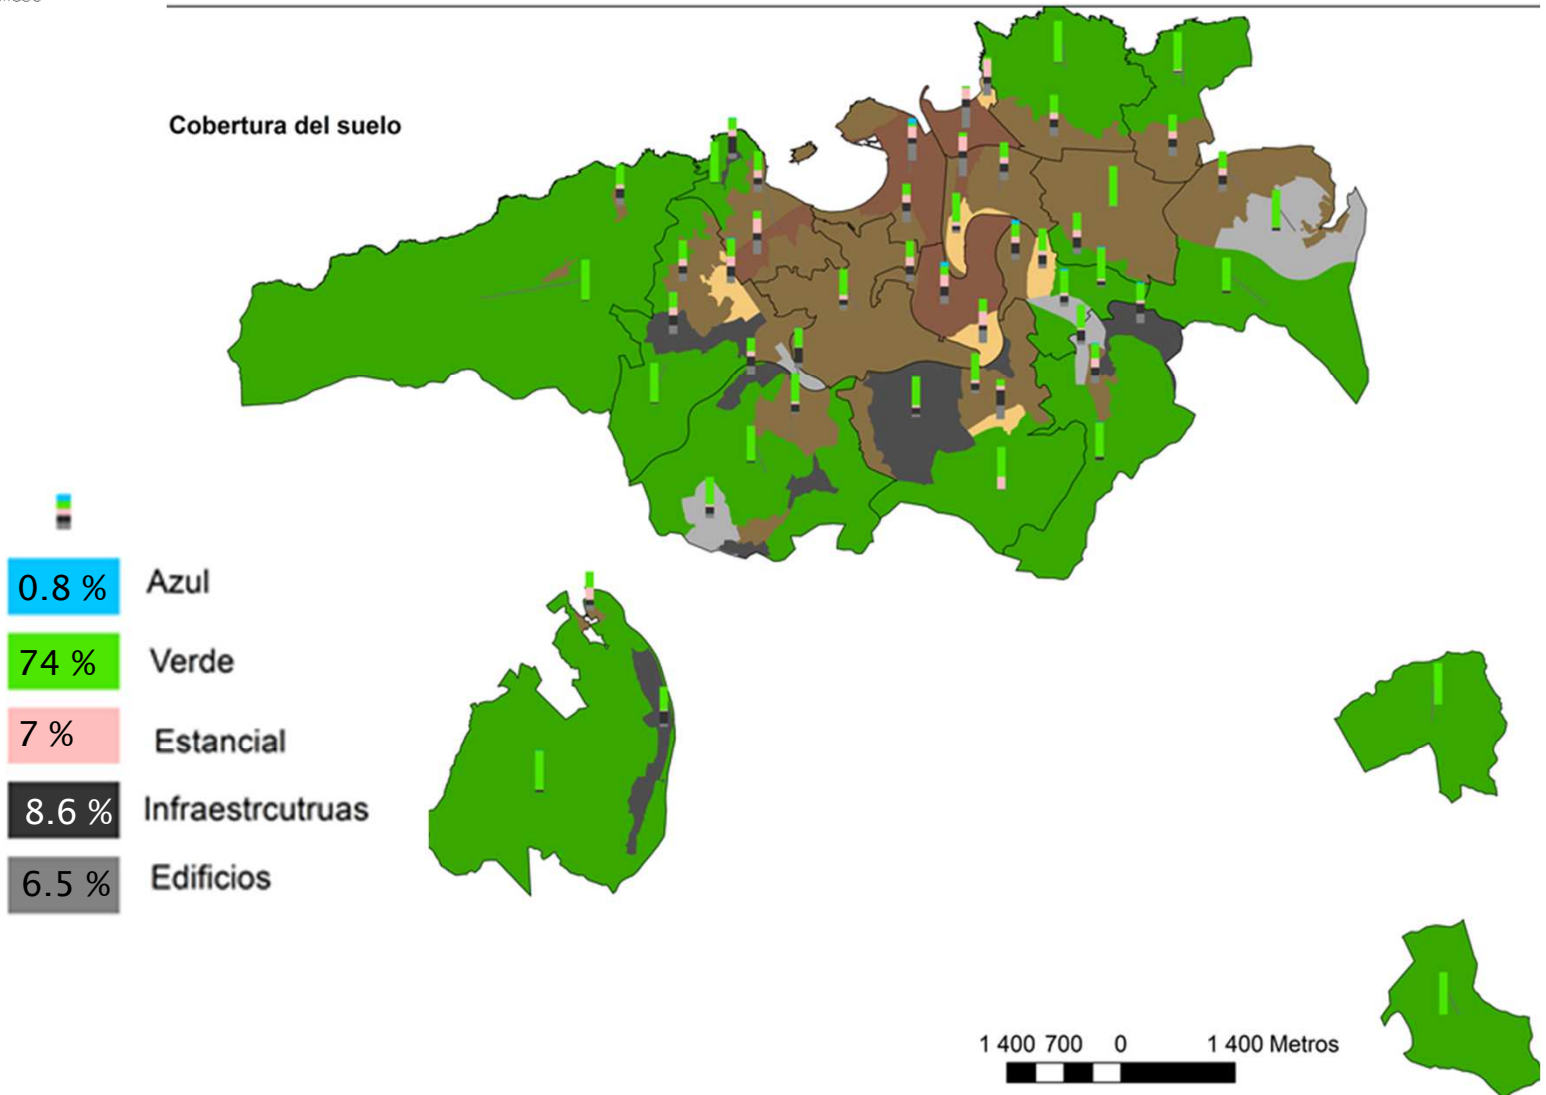 Cobertura del suelo
0.8 % Azul
74 % Verde
7 % Estancial
8.6 % Infraestrcutruas
6.5 % Edificios
1 400 700 0 1 400 Metros